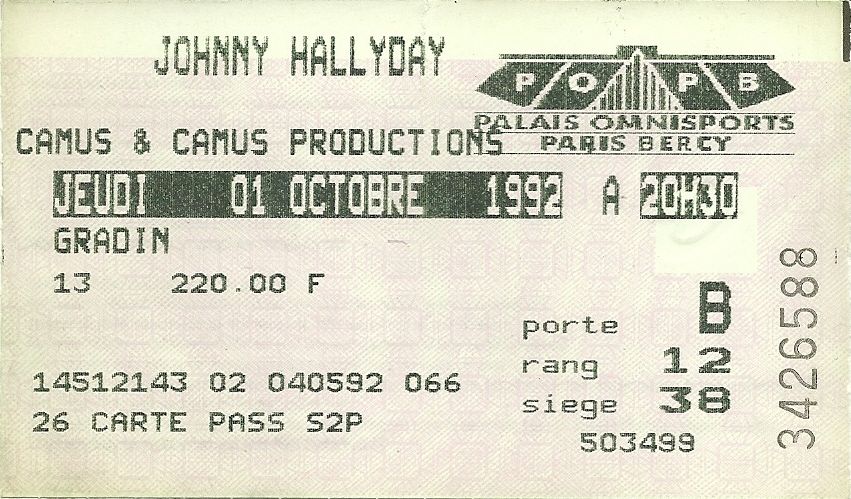 JOHNNY HALLYDAY
POPB
PALAIS OMNISPORTS
PARIS BERCY
CAMUS & CAMUS PRODUCTIONS
JEUDI 01 OCTOBRE 1992 A 20H30
GRADIN
13 220.00 F
porte B
rang 12
siege 38
14512143 02 040592 066
26 CARTE PASS S2P
503499
3426588